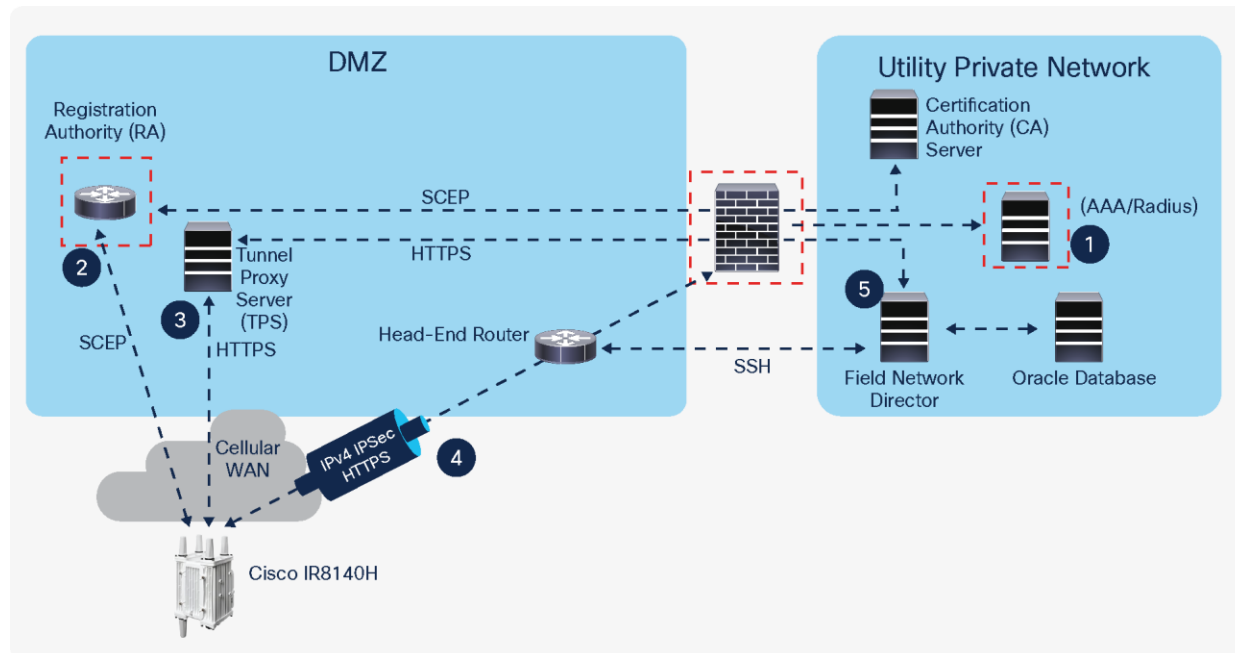 DMZ
Utility Private Network
Registration
Authority (RA)
Certification
Authority (CA)
Server
SCEP
(AAA/Radius)
1
HTTPS
2
Tunnel
Proxy
Server
(TPS)
3
5
SCEP
HTTPS
Head-End Router
SSH
Field Network
Director
Oracle Database
Cellular
WAN
IPv4 IPSec
HTTPS
4
Cisco IR8140H